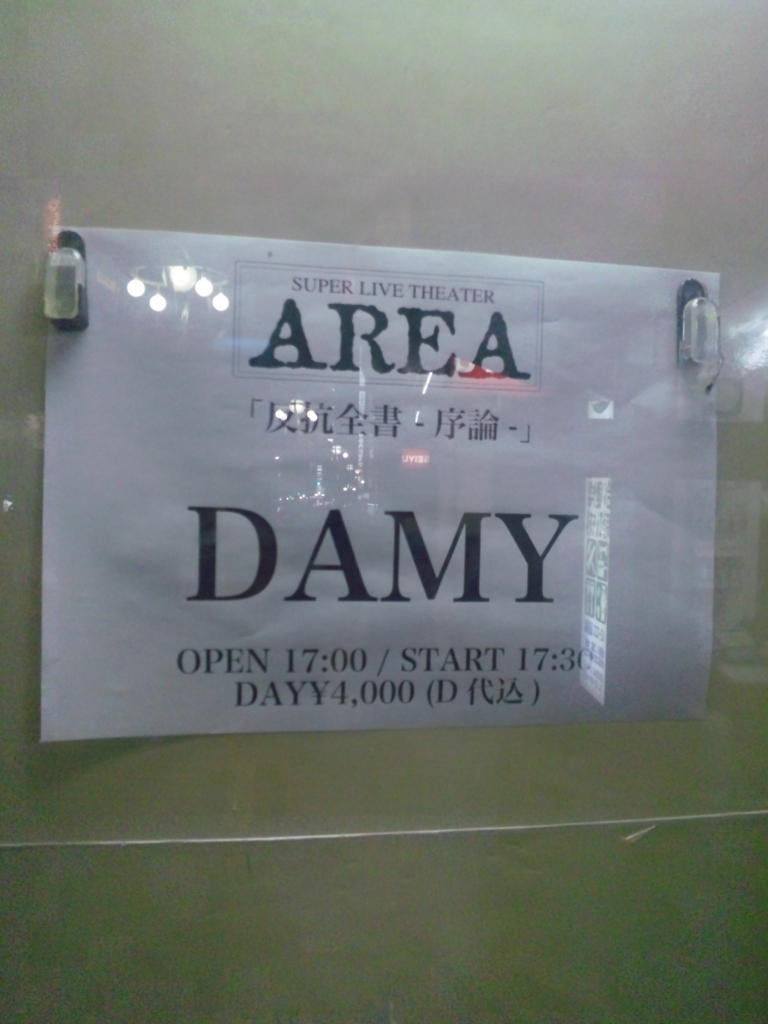 SUPER LIVE THEATER
AREA
「反抗全書 - 序論 -」
DAMY
OPEN 17:00 / START 17:30
DAY¥4,000 (D 代込 )